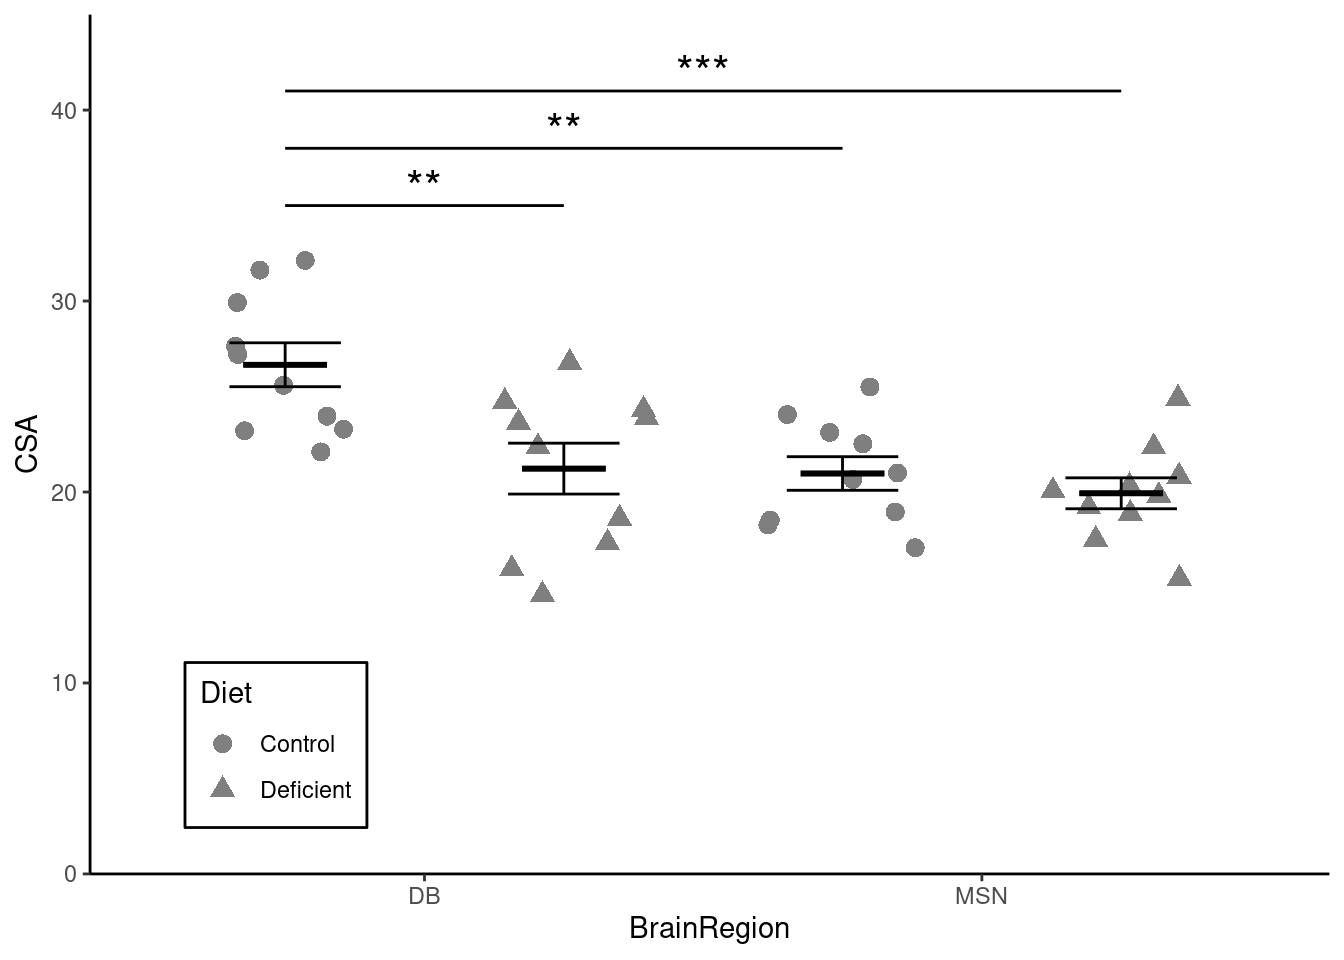 ***
**
**
40
30
20
10
0
CSA
Diet
Control
Deficient
DB
MSN
BrainRegion